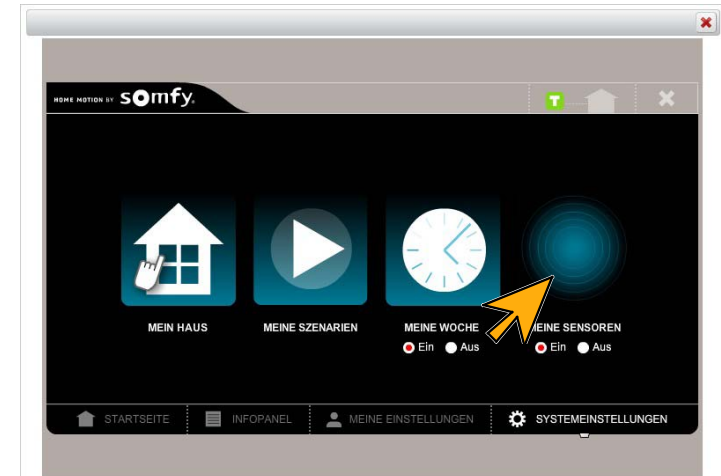 HOME MOTION BY somfy.
T
MEIN HAUS
MEINE SZENARIEN
MEINE WOCHE
MEINE SENSOREN
Ein Aus
Ein Aus
STARTSEITE
INFOPANEL
MEINE EINSTELLUNGEN
SYSTEMEINSTELLUNGEN